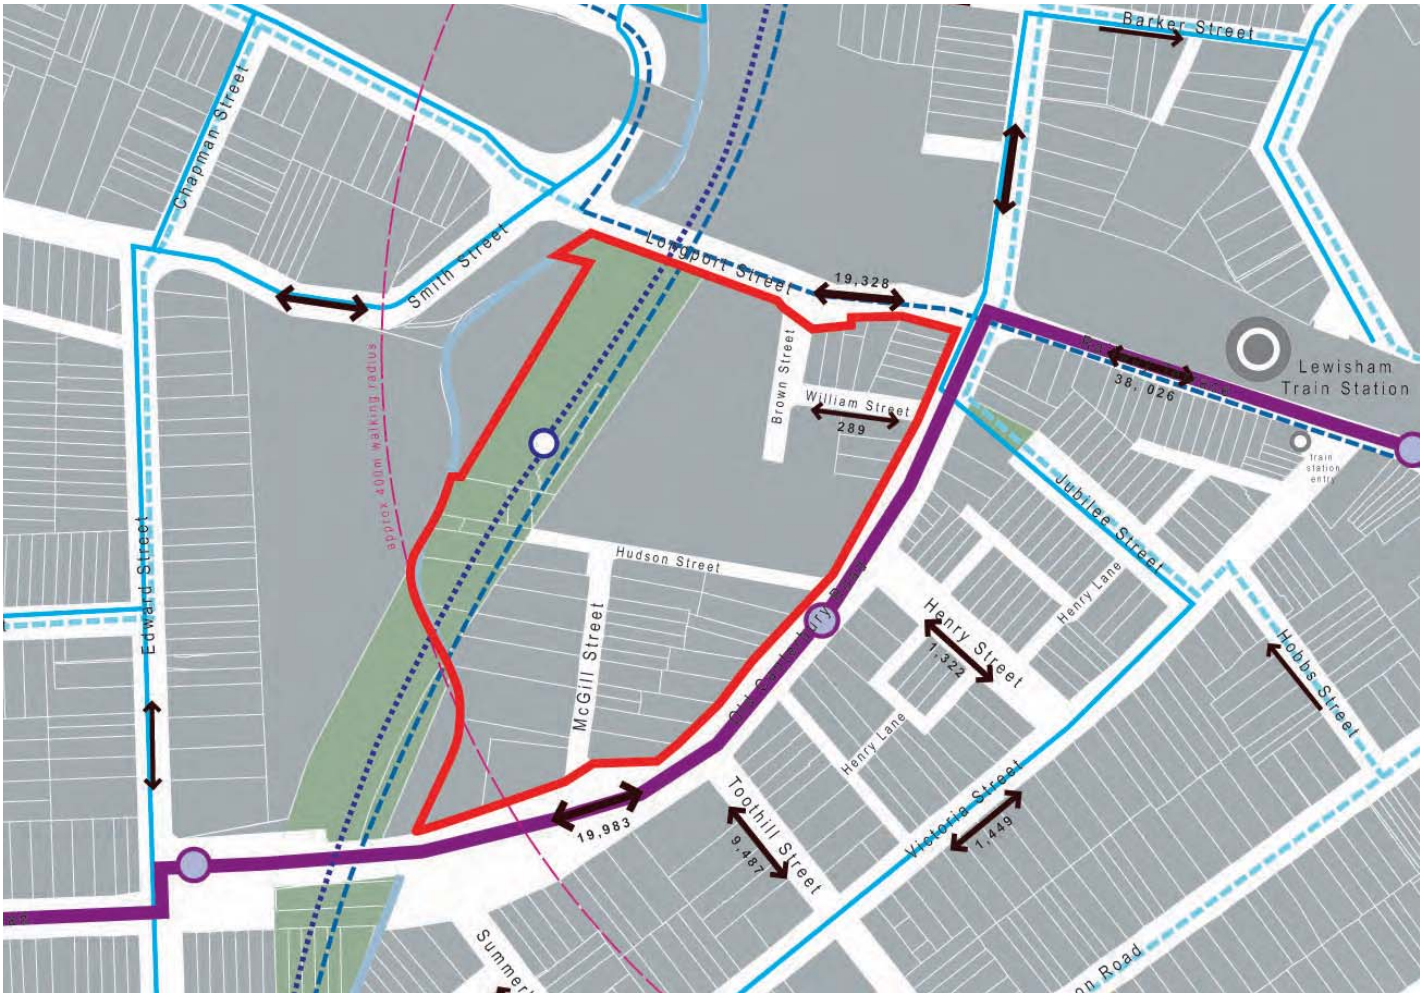 Barker Street
Chapman Street
Smith Street
Longport Street
19,328
38, 026
Lewisham
Train Station
train
station
entry
approx 400m walking radius
Brown Street
William Street
289
Jubilee Street
Edward Street
Hudson Street
McGill Street
Henry Lane
Henry Street
1,322
Hobbs Street
Henry Lane
Toothill Street
9,487
Victoria Street
1,449
19,983
Summer
on Road